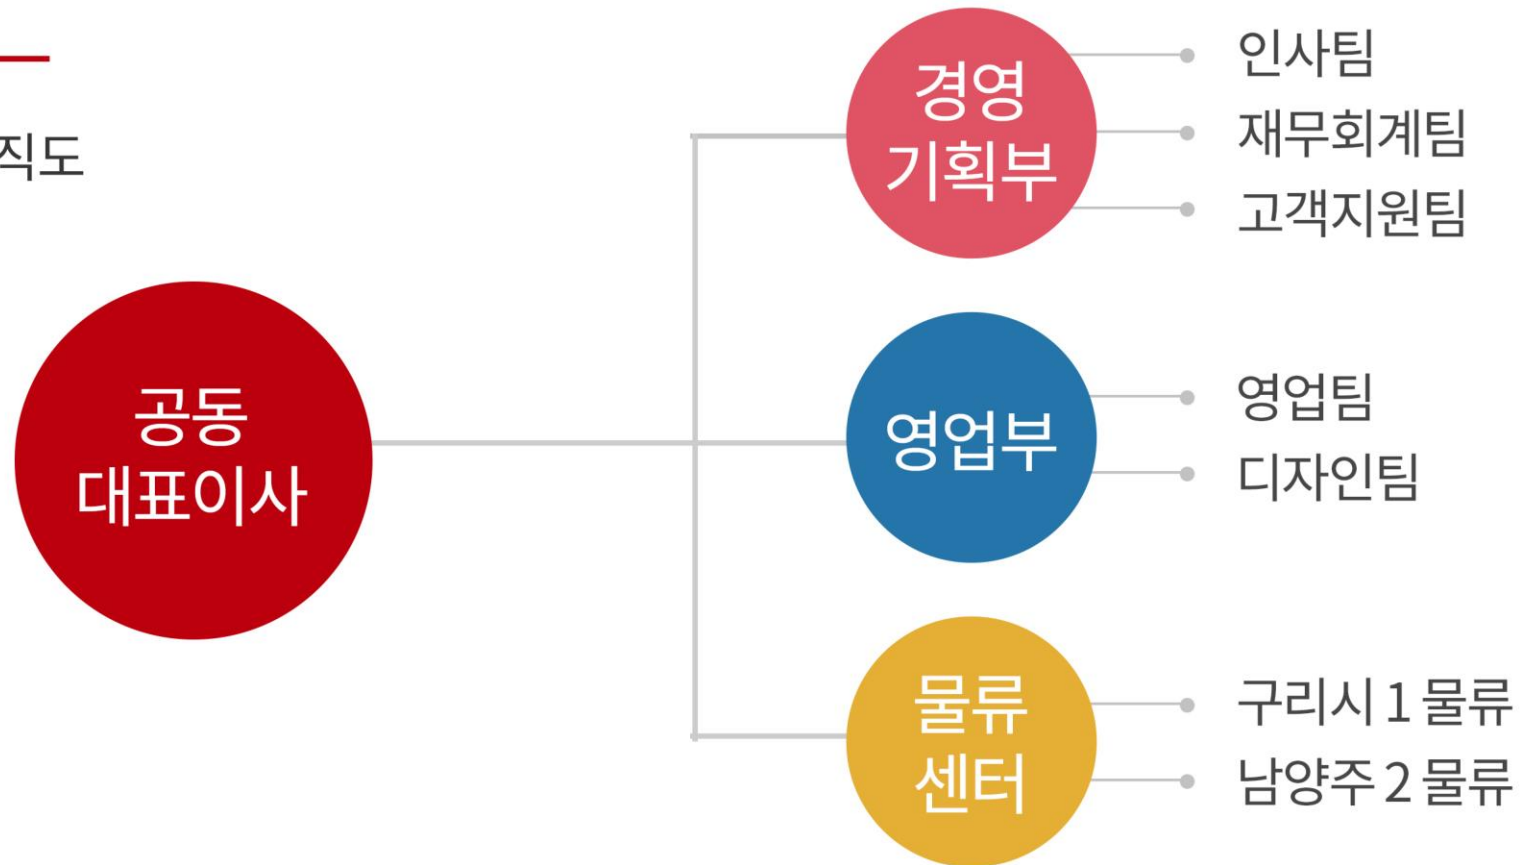 직도
공동
대표이사
경영
기획부
인사팀
재무회계팀
고객지원팀
영업부
영업팀
디자인팀
물류
센터
구리시 1 물류
남양주 2 물류